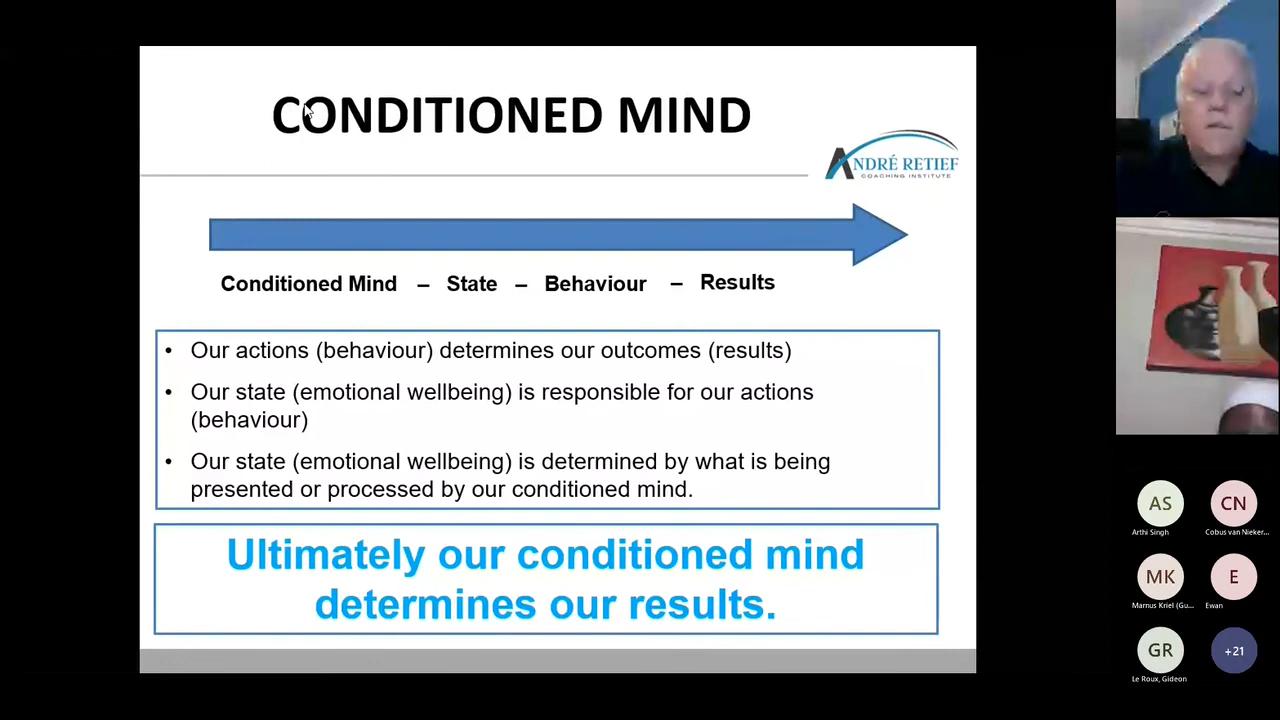 CONDITIONED MIND
ANDRÉ RETIEF
COACHING INSTITUTE
Conditioned Mind – State – Behaviour – Results
• Our actions (behaviour) determines our outcomes (results)
• Our state (emotional wellbeing) is responsible for our actions
(behaviour)
• Our state (emotional wellbeing) is determined by what is being
presented or processed by our conditioned mind.
Ultimately our conditioned mind
determines our results.
AS CN
Arthi Singh Cobus van Nieker...
MK E
Marnus Kriel (Gu... Ewan
GR +21
Le Roux, Gideon